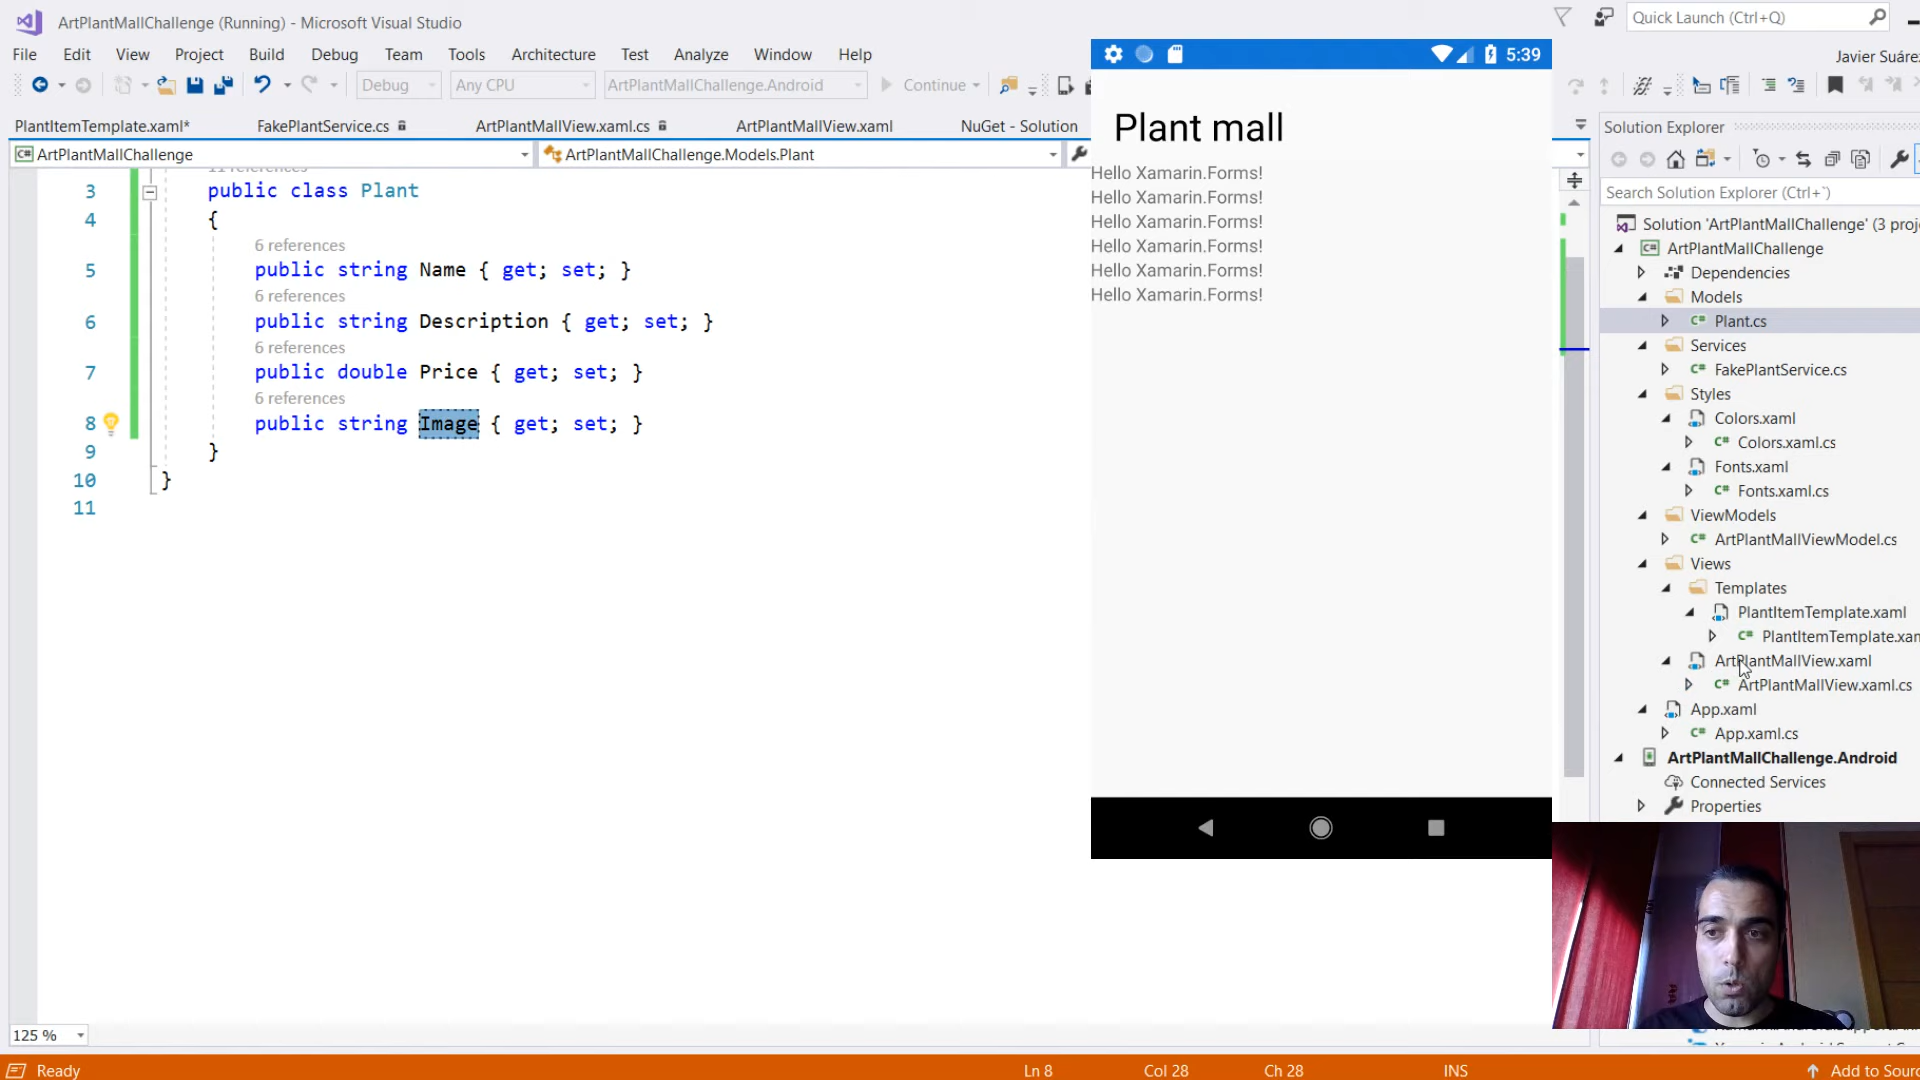 ArtPlantMallChallenge (Running) - Microsoft Visual Studio
Quick Launch (Ctrl+Q)
File Edit View Project Build Debug Team Tools Architecture Test Analyze Window Help
Javier Suáre
Debug Any CPU ArtPlantMallChallenge.Android Continue
PlantItemTemplate.xaml* FakePlantService.cs ArtPlantMallView.xaml.cs ArtPlantMallView.xaml NuGet - Solution
ArtPlantMallChallenge ArtPlantMallChallenge.Models.Plant
11 references
3 public class Plant
4 {
6 references
5 public string Name { get; set; }
6 references
6 public string Description { get; set; }
6 references
7 public double Price { get; set; }
6 references
8 public string Image { get; set; }
9 }
10 }
11
125 %
5:39
Plant mall
Hello Xamarin.Forms!
Hello Xamarin.Forms!
Hello Xamarin.Forms!
Hello Xamarin.Forms!
Hello Xamarin.Forms!
Hello Xamarin.Forms!
Solution Explorer
Search Solution Explorer (Ctrl+`)
Solution 'ArtPlantMallChallenge' (3 proj
ArtPlantMallChallenge
Dependencies
Models
Plant.cs
Services
FakePlantService.cs
Styles
Colors.xaml
Colors.xaml.cs
Fonts.xaml
Fonts.xaml.cs
ViewModels
ArtPlantMallViewModel.cs
Views
Templates
PlantItemTemplate.xaml
PlantItemTemplate.xam
ArtPlantMallView.xaml
ArtPlantMallView.xaml.cs
App.xaml
App.xaml.cs
ArtPlantMallChallenge.Android
Connected Services
Properties
Ready Ln 8 Col 28 Ch 28 INS Add to Sourc